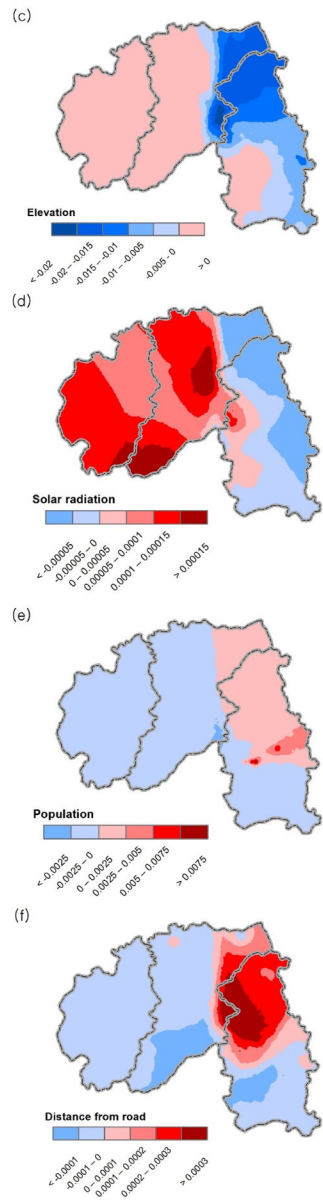 (c)
Elevation
< -0.02
-0.02 – -0.015
-0.015 – -0.01
-0.01 – -0.005
-0.005 - 0
> 0
(d)
Solar radiation
< -0.00005
-0.00005 – 0
0 – 0.00005
0.00005 – 0.0001
0.0001 – 0.00015
> 0.00015
(e)
Population
< -0.0025
-0.0025 – 0
0 – 0.0025
0.0025 – 0.005
0.005 – 0.0075
> 0.0075
(f)
Distance from road
< -0.0001
-0.0001 – 0
0 – 0.0001
0.0001 – 0.0002
0.0002 – 0.0003
> 0.0003